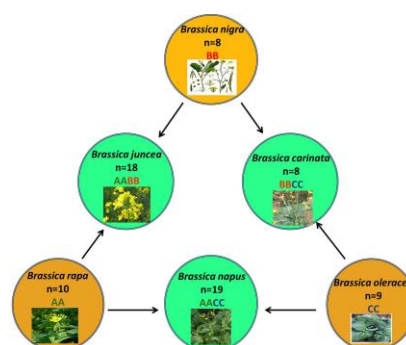 Brassica nigra
n=8
BB
Brassica juncea
n=18
AABB
Brassica carinata
n=8
BBCC
Brassica rapa
n=10
AA
Brassica napus
n=19
AACC
Brassica olerace
n=9
CC